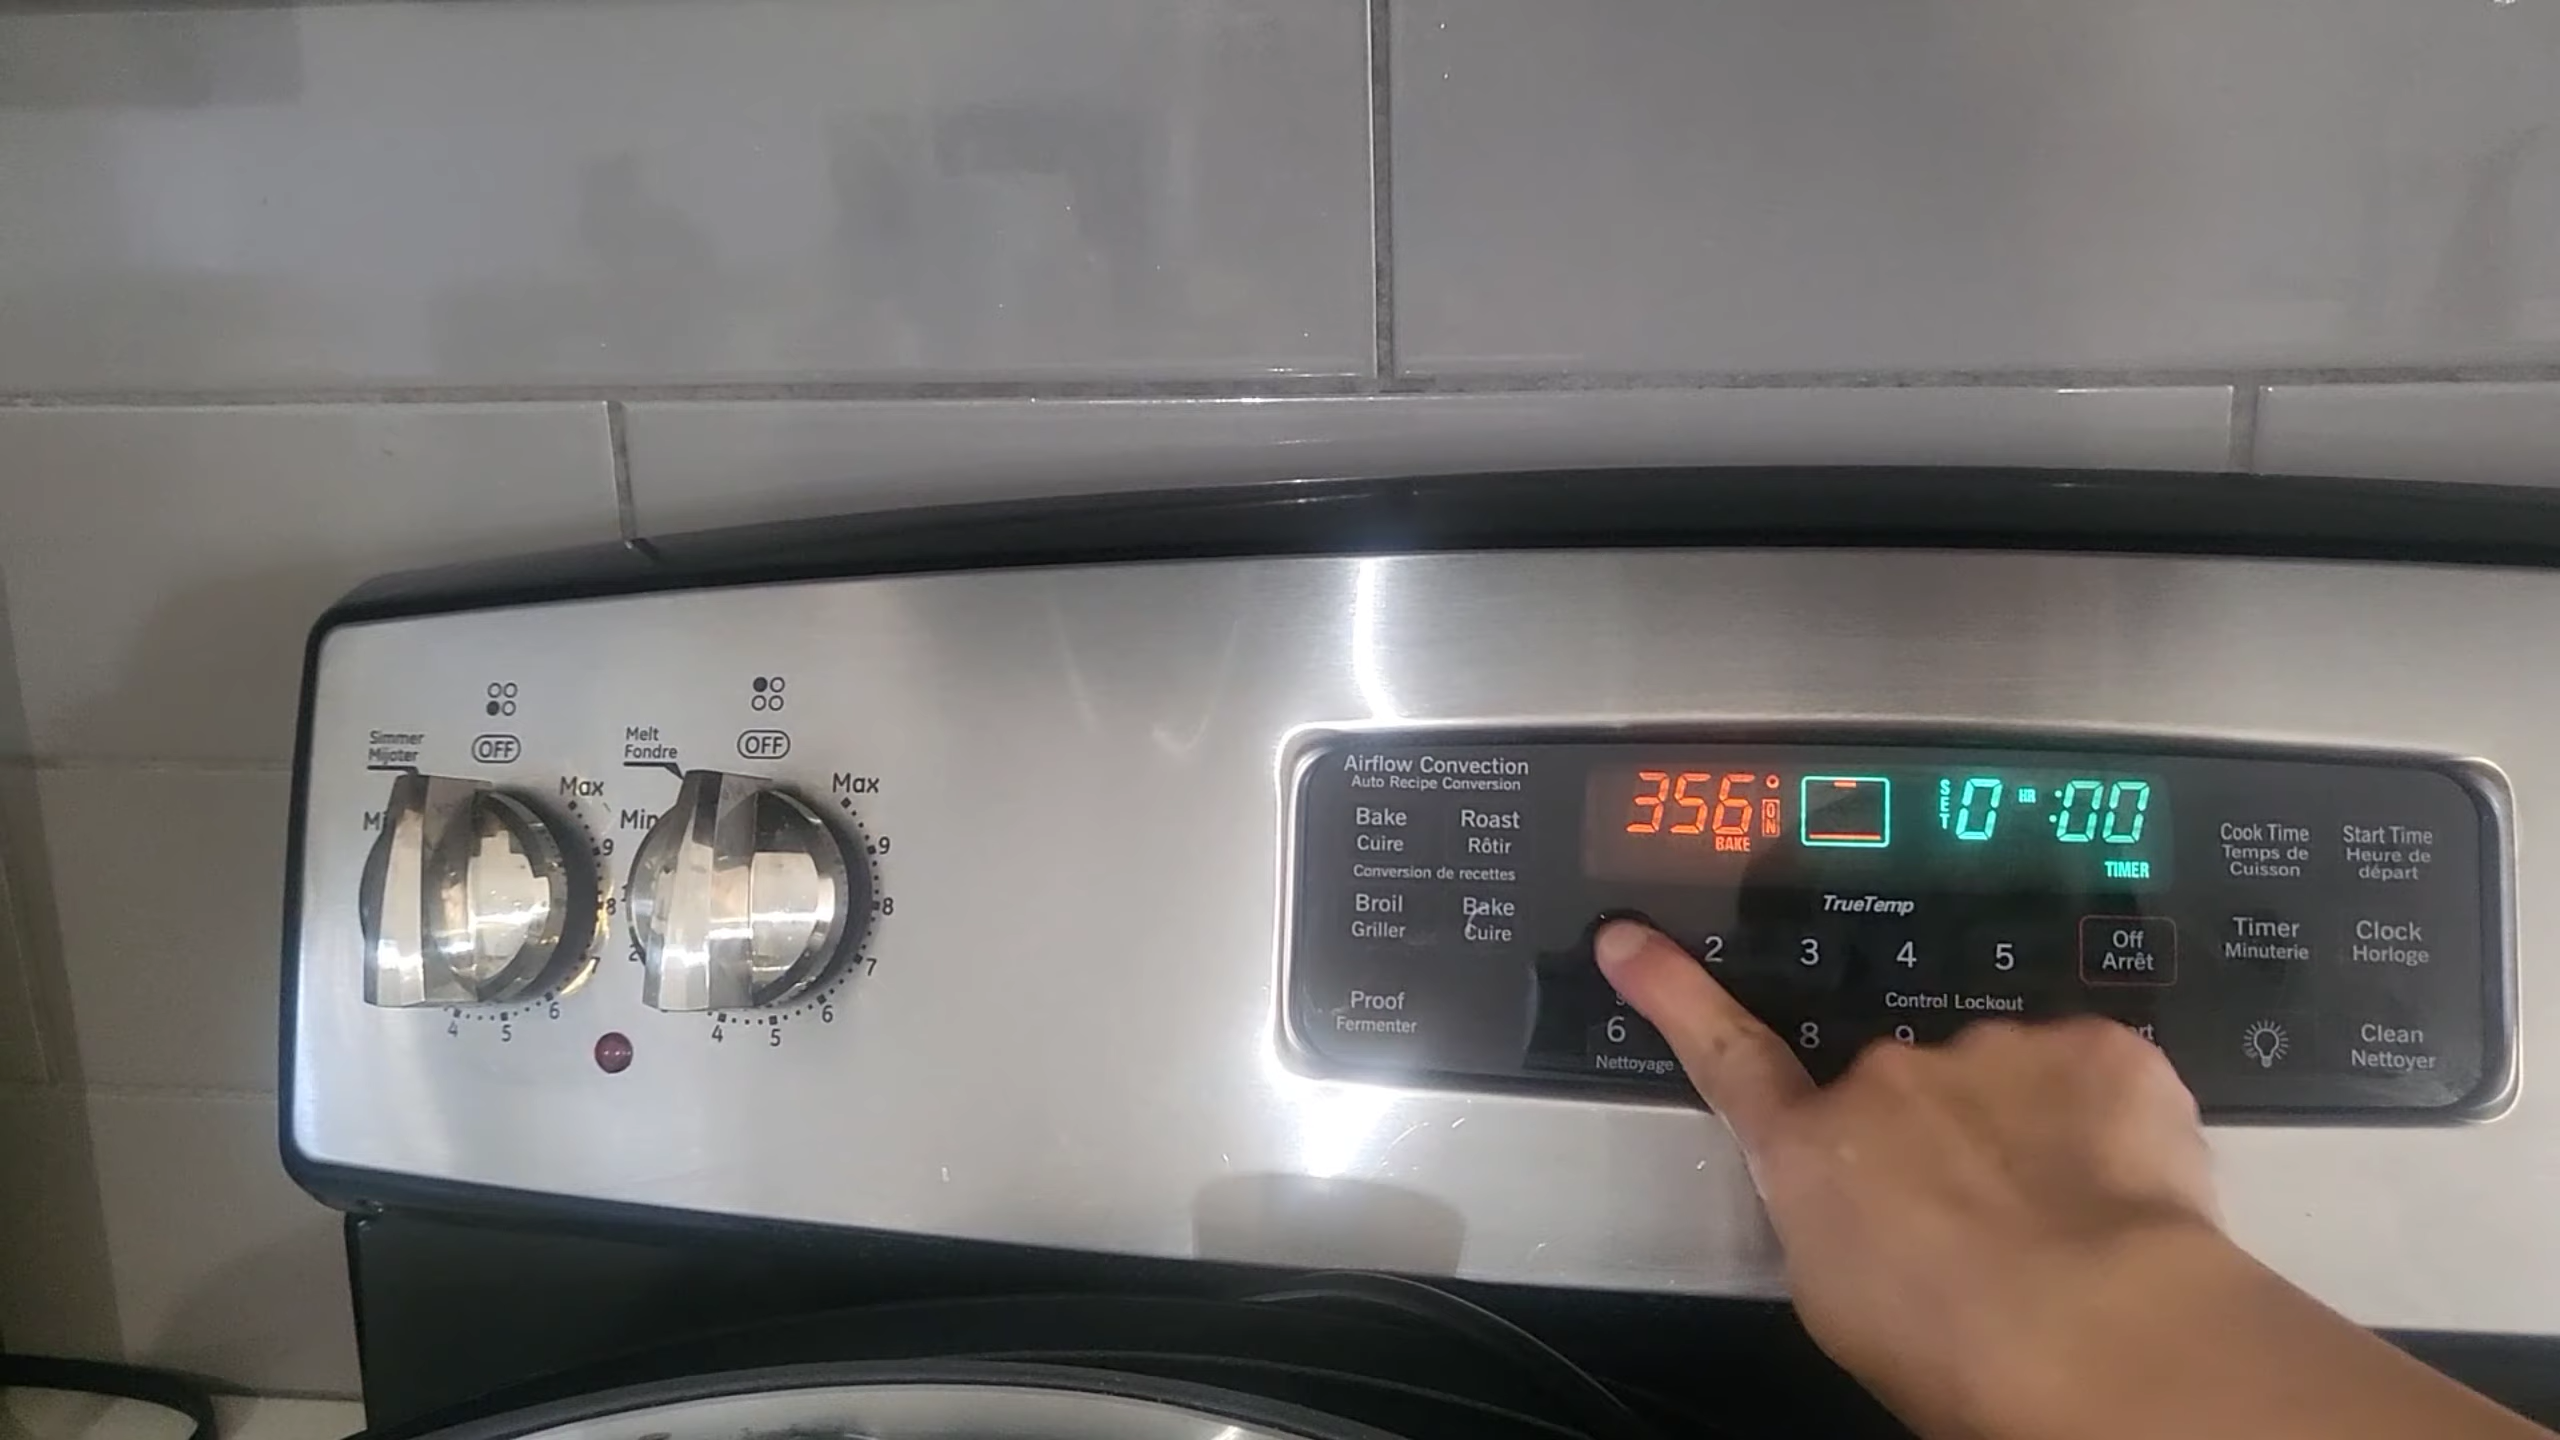 Simmer
Mijoter
OFF
Max
9
8
7
6
5
4
Melt
Fondre
OFF
Max
Min
9
8
7
6
5
4
2
Airflow Convection
Auto Recipe Conversion
Bake
Cuire
Roast
Rôtir
Conversion de recettes
Broil
Griller
Bake
Cuire
Proof
Fermenter
356°
ON
BAKE
SET
0 HR :00
TIMER
TrueTemp
2 3 4 5
Control Lockout
6 8 9
Nettoyage
Off
Arrêt
Cook Time
Temps de
Cuisson
Start Time
Heure de
départ
Timer
Minuterie
Clock
Horloge
Clean
Nettoyer